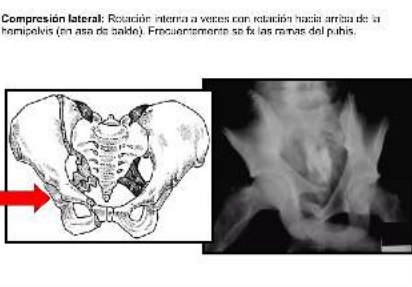 Compresión lateral: Rotación interna a veces con rotación hacia arriba de la
hemipelvis (en asa de balde). Frecuentemente se fx las ramas del pubis.